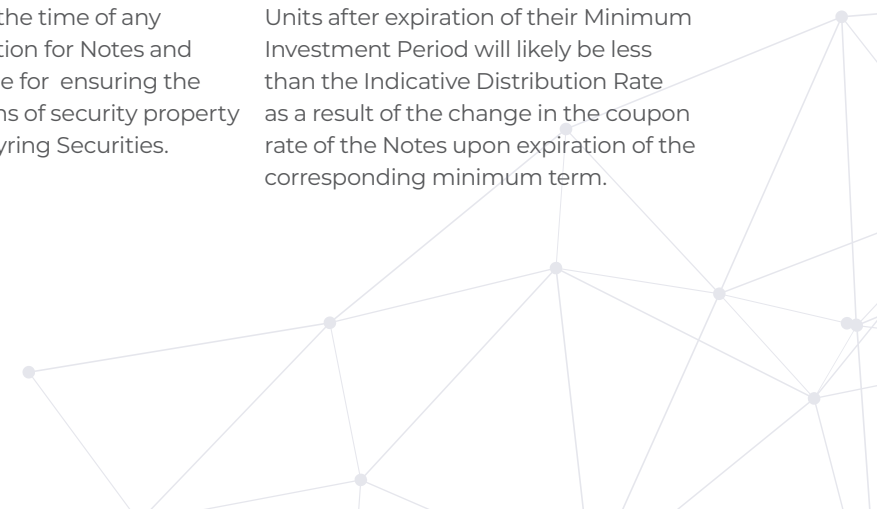 the time of any
tion for Notes and
e for ensuring the
ns of security property
yring Securities.
Units after expiration of their Minimum
Investment Period will likely be less
than the Indicative Distribution Rate
as a result of the change in the coupon
rate of the Notes upon expiration of the
corresponding minimum term.